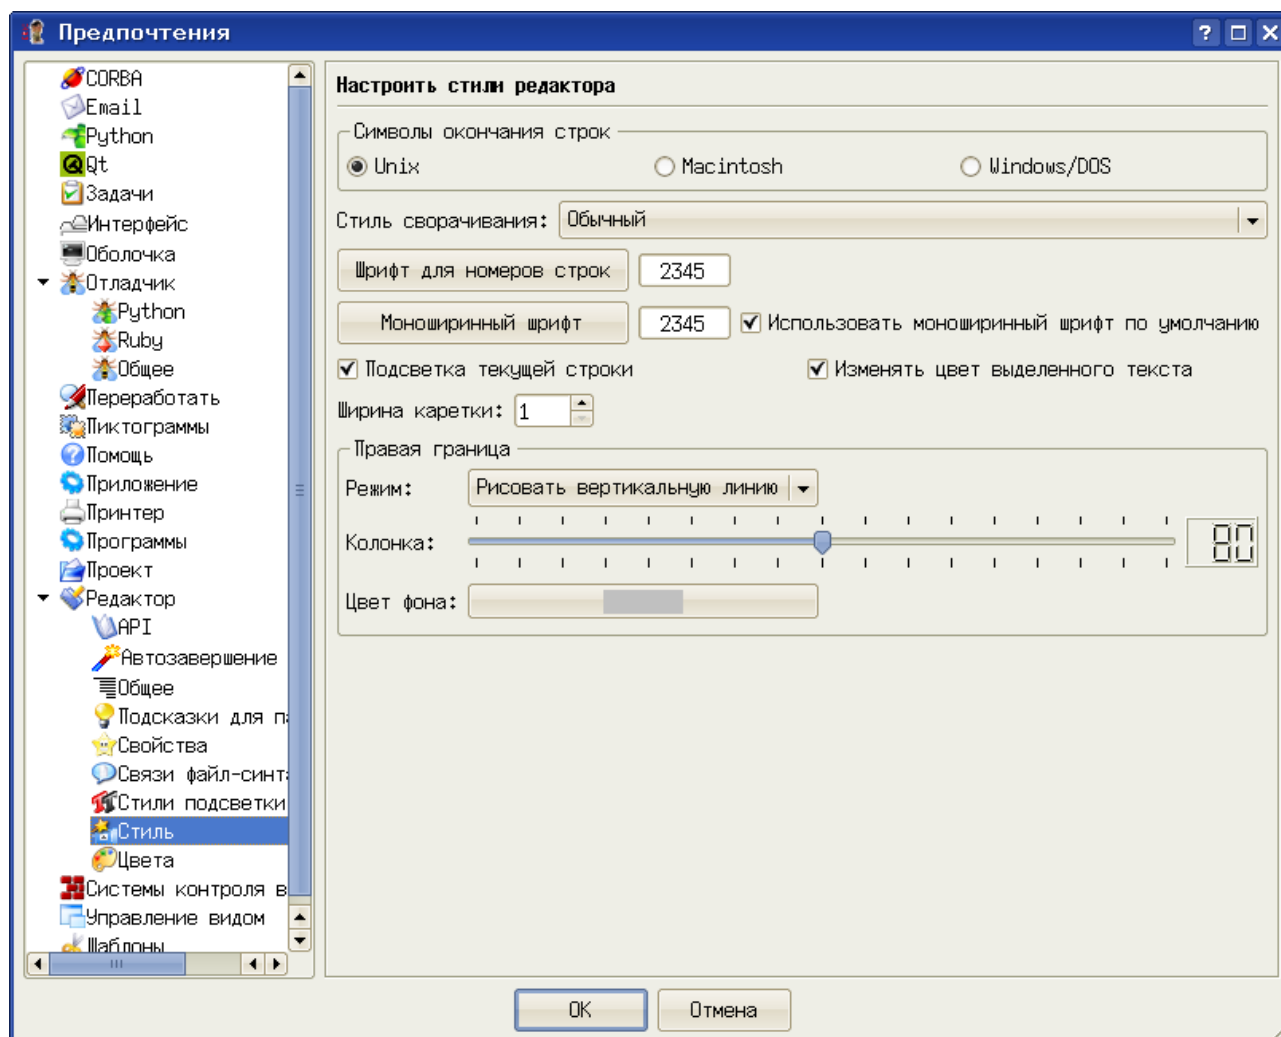 Предпочтения
CORBA
Email
Python
Qt
Задачи
Интерфейс
Оболочка
Отладчик
Python
Ruby
Общее
Переработать
Пиктограммы
Помощь
Приложение
Принтер
Программы
Проект
Редактор
API
Автозавершение
Общее
Подсказки для па
Свойства
Связи файл-синта
Стили подсветки
Стиль
Цвета
Системы контроля в
Управление видом
Шаблоны
Настроить стили редактора
Символы окончания строк
Unix Macintosh Windows/DOS
Стиль сворачивания: Обычный
Шрифт для номеров строк 2345
Моноширинный шрифт 2345 Использовать моноширинный шрифт по умолчанию
Подсветка текущей строки Изменять цвет выделенного текста
Ширина каретки: 1
Правая граница
Режим: Рисовать вертикальную линию
Колонка: 80
Цвет фона:
OK Отмена